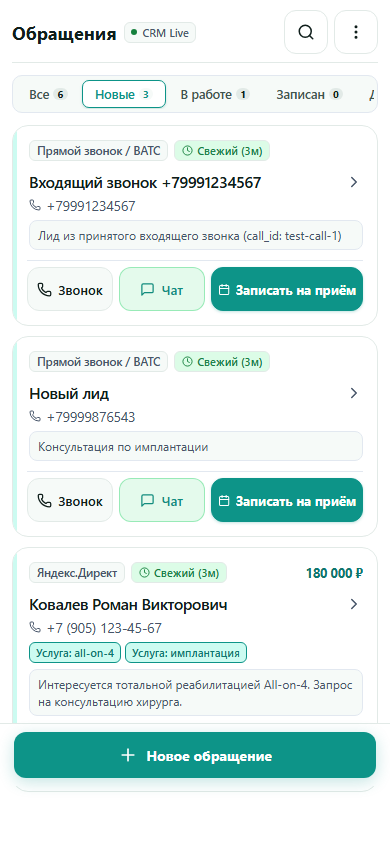 Обращения
CRM Live
Все 6
Новые 3
В работе 1
Записан 0
Прямой звонок / ВАТС
Свежий (3м)
Входящий звонок +79991234567
+79991234567
Лид из принятого входящего звонка (call_id: test-call-1)
Звонок
Чат
Записать на приём
Прямой звонок / ВАТС
Свежий (3м)
Новый лид
+79999876543
Консультация по имплантации
Звонок
Чат
Записать на приём
Яндекс.Директ
Свежий (3м)
180 000 ₽
Ковалев Роман Викторович
+7 (905) 123-45-67
Услуга: all-on-4
Услуга: имплантация
Интересуется тотальной реабилитацией All-on-4. Запрос
на консультацию хирурга.
Новое обращение